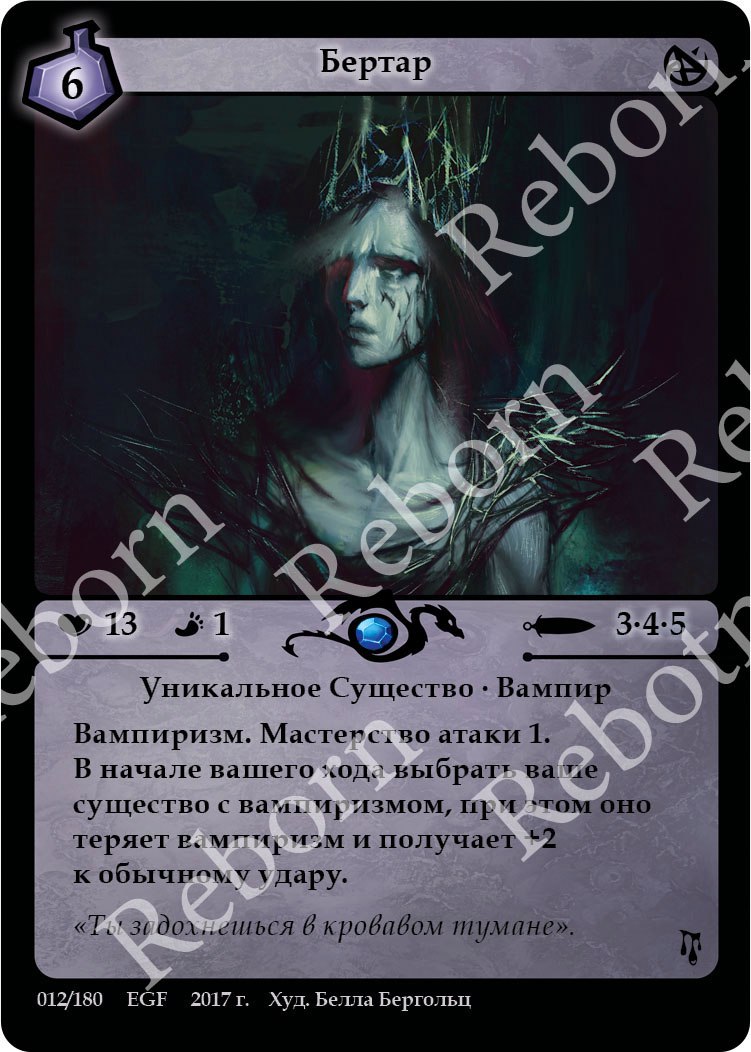 Бертар
6
13
1
3·4·5
Уникальное Существо · Вампир
Вампиризм. Мастерство атаки 1.
В начале вашего хода выбрать ваше
существо с вампиризмом, при этом оно
теряет вампиризм и получает +2
к обычному удару.
«Ты задохнешься в кровавом тумане».
012/180 EGF 2017 г. Худ. Белла Бергольц
Reborn
Reborn
Reborn
Reborn
Reborn